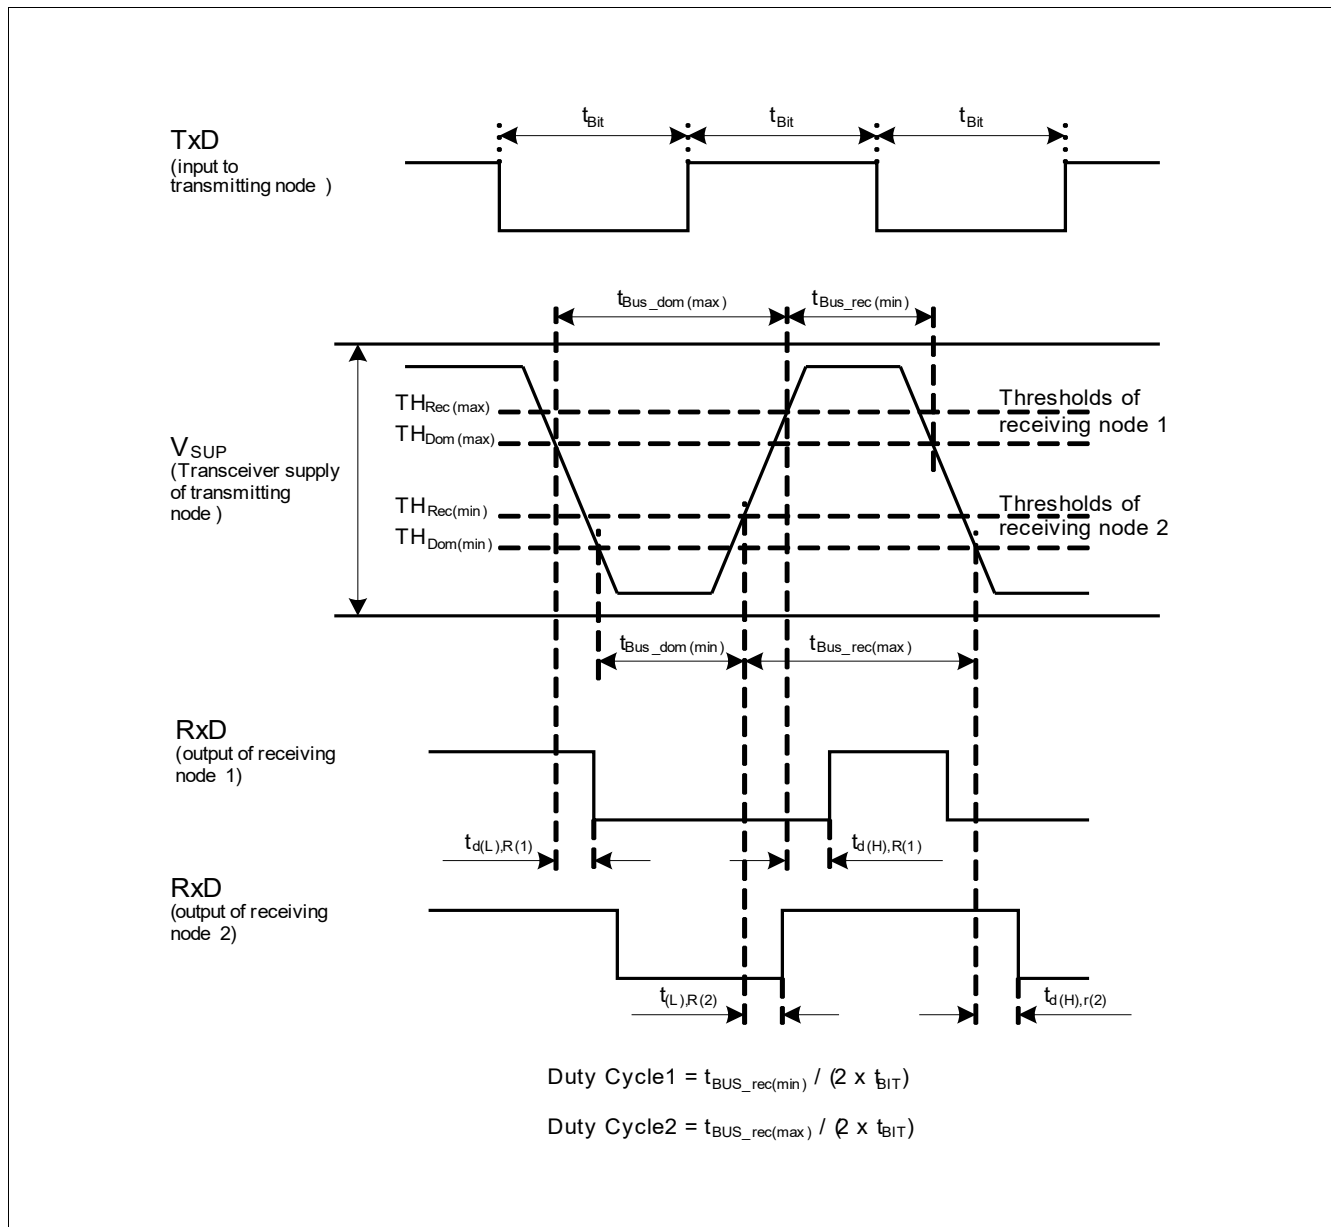 t_Bit t_Bit t_Bit
TxD
(input to
transmitting node )
t_Bus_dom(max) t_Bus_rec(min)
TH_Rec(max)
TH_Dom(max)
Thresholds of
receiving node 1
V_SUP
(Transceiver supply
of transmitting
node)
TH_Rec(min)
TH_Dom(min)
Thresholds of
receiving node 2
t_Bus_dom(min) t_Bus_rec(max)
RxD
(output of receiving
node 1)
t_d(L),R(1) t_d(H),R(1)
RxD
(output of receiving
node 2)
t_(L),R(2) t_d(H),r(2)
Duty Cycle1 = t_BUS_rec(min) / (2 x t_BIT)
Duty Cycle2 = t_BUS_rec(max) / (2 x t_BIT)